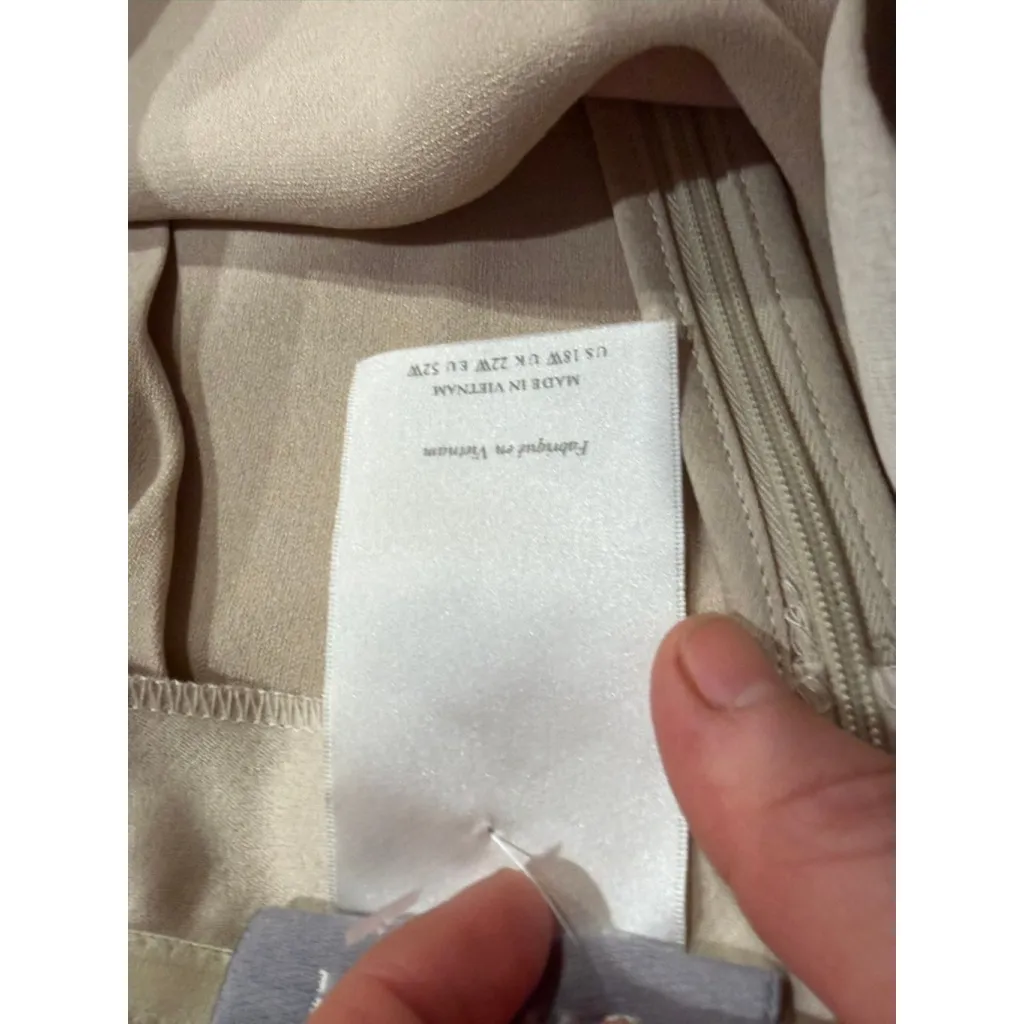 US 18W UK 22W EU 52W
MADE IN VIETNAM
Fabriqué en Vietnam